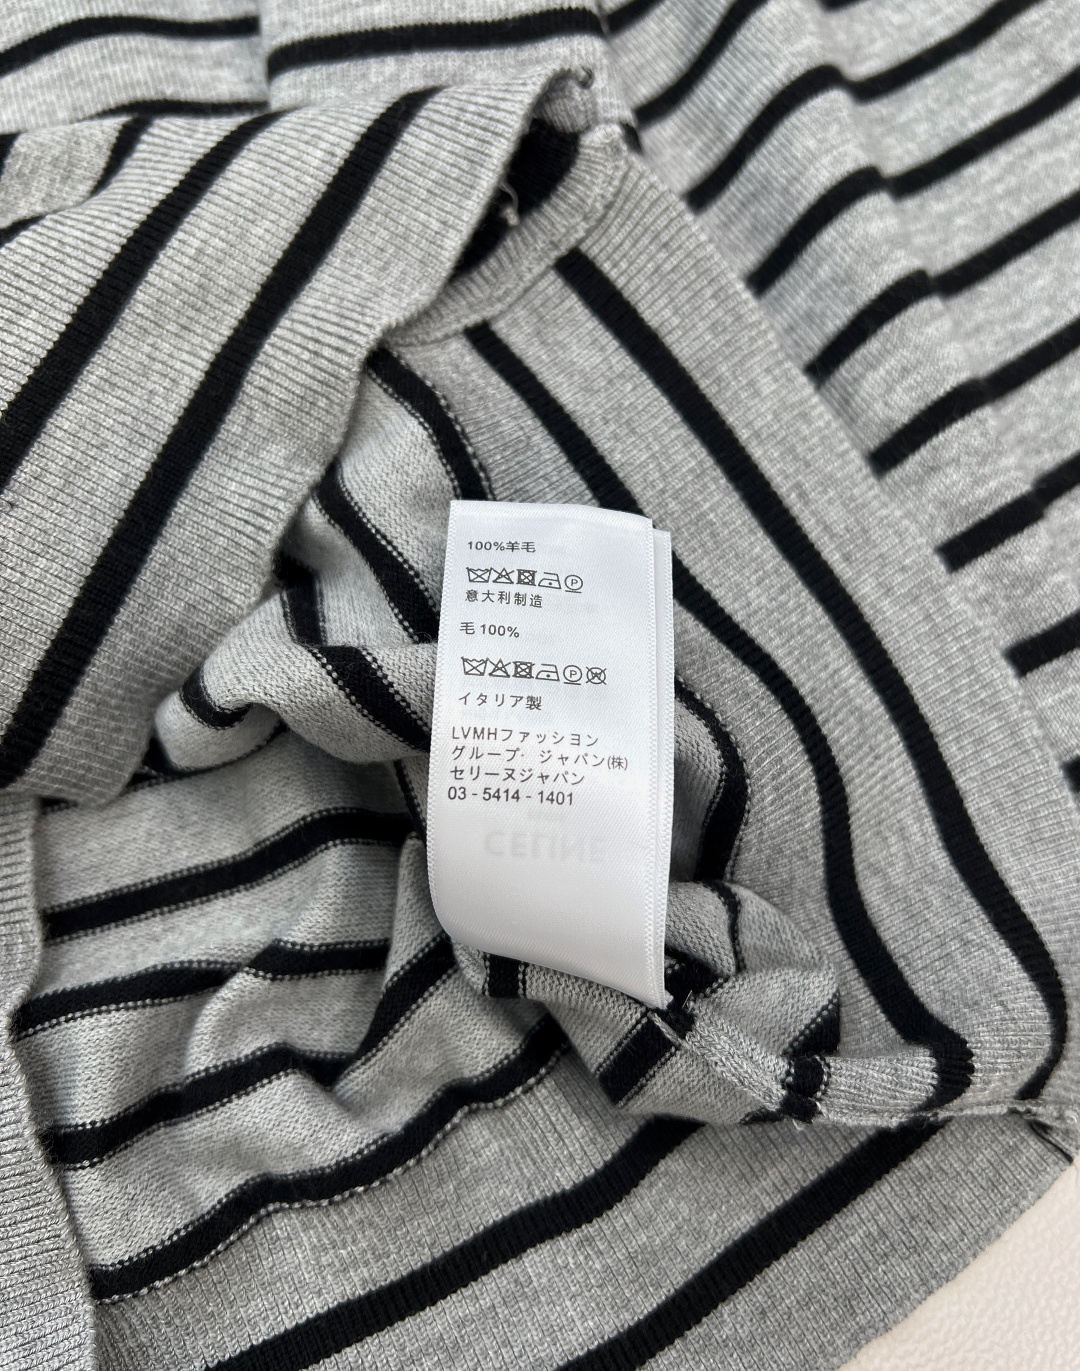 100%羊毛
意大利制造
毛 100%
イタリア製
LVMHファッション
グループ・ジャパン(株)
セリーヌジャパン
03 - 5414 - 1401
CELINE